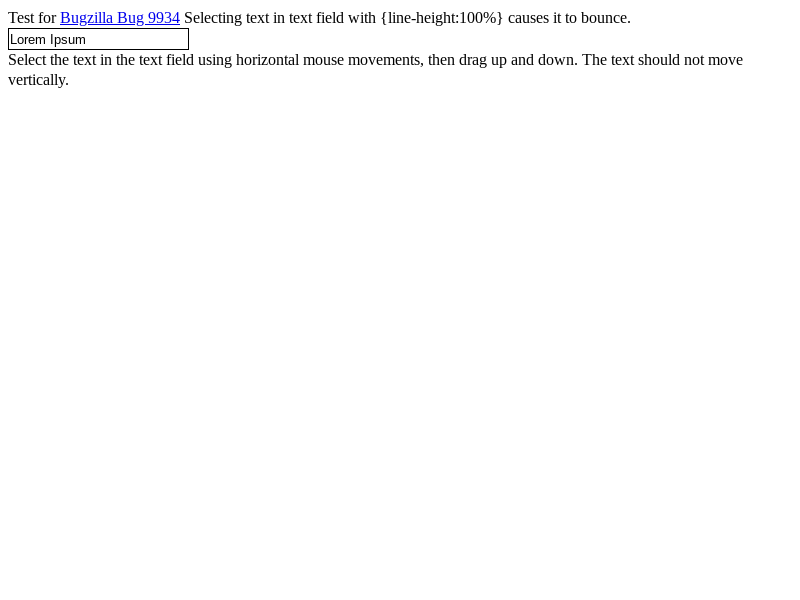 Test for Bugzilla Bug 9934 Selecting text in text field with {line-height:100%} causes it to bounce.
Lorem Ipsum
Select the text in the text field using horizontal mouse movements, then drag up and down. The text should not move
vertically.